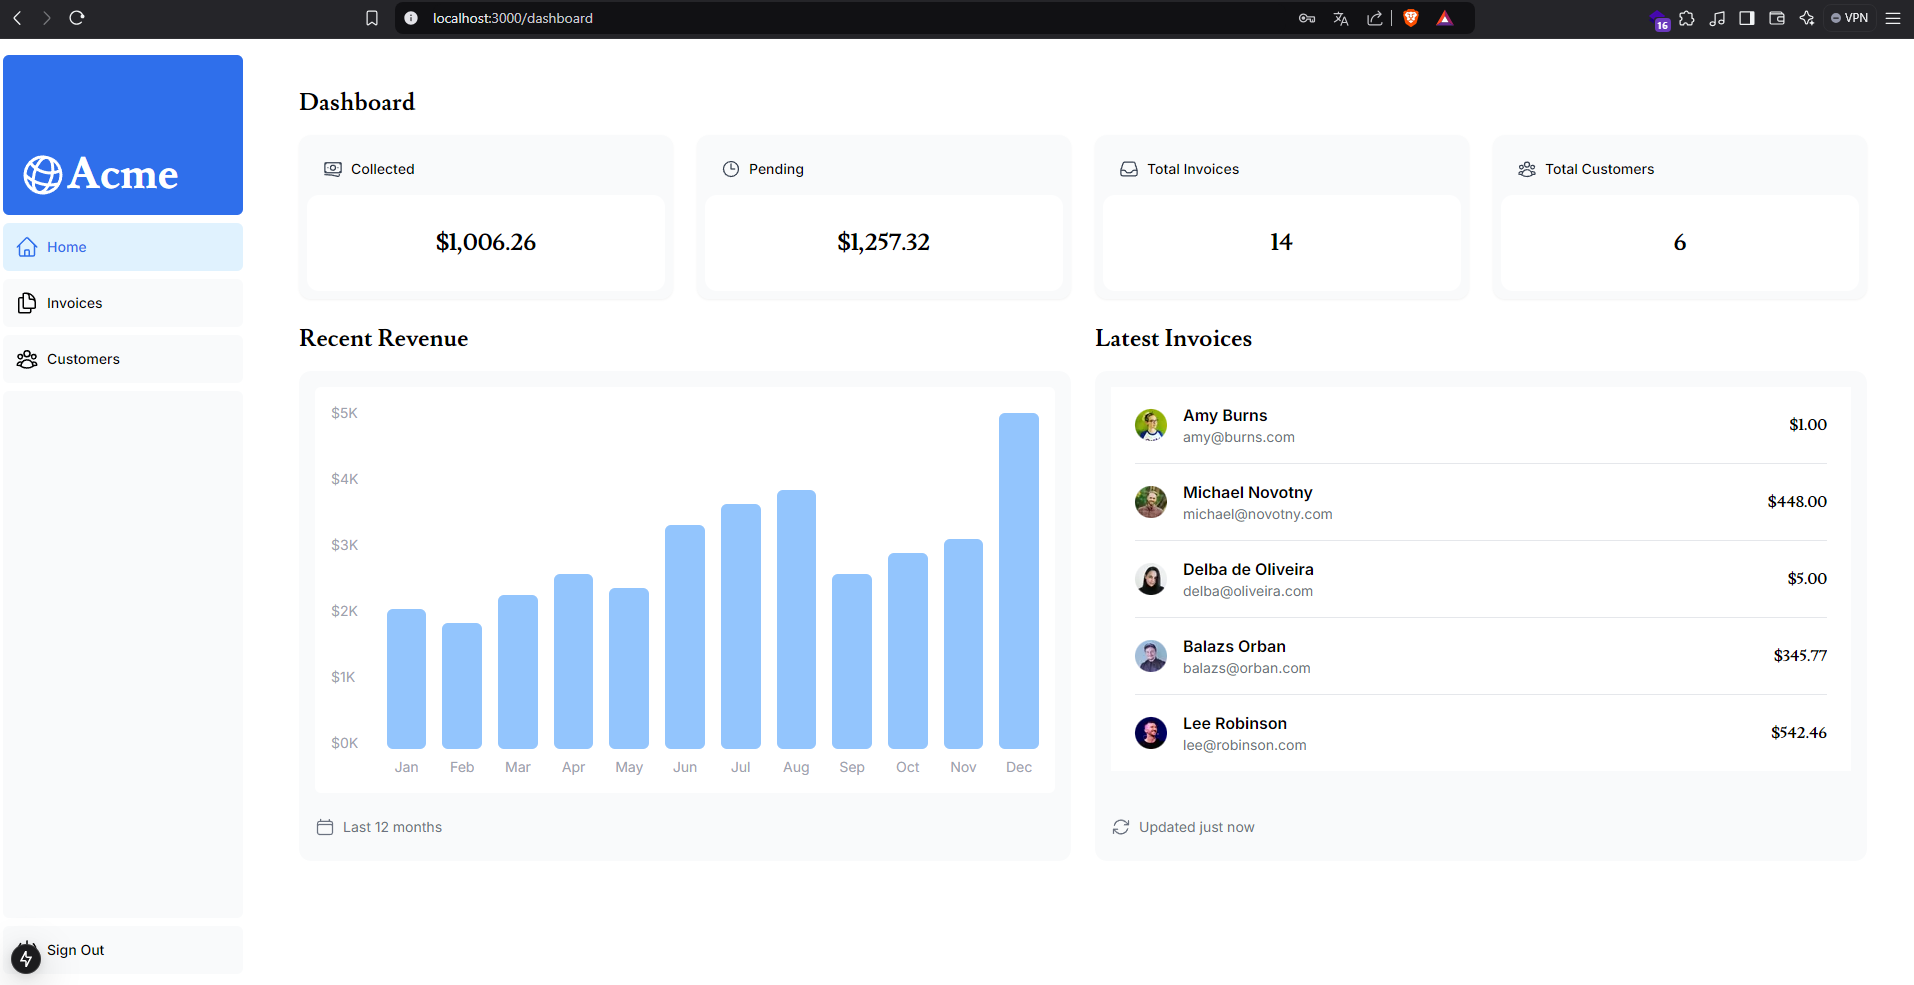 localhost:3000/dashboard
16
VPN
Acme
Home
Invoices
Customers
Sign Out
Dashboard
Collected
$1,006.26
Pending
$1,257.32
Total Invoices
14
Total Customers
6
Recent Revenue
$5K
$4K
$3K
$2K
$1K
$0K
Jan Feb Mar Apr May Jun Jul Aug Sep Oct Nov Dec
Last 12 months
Latest Invoices
Amy Burns
amy@burns.com
$1.00
Michael Novotny
michael@novotny.com
$448.00
Delba de Oliveira
delba@oliveira.com
$5.00
Balazs Orban
balazs@orban.com
$345.77
Lee Robinson
lee@robinson.com
$542.46
Updated just now